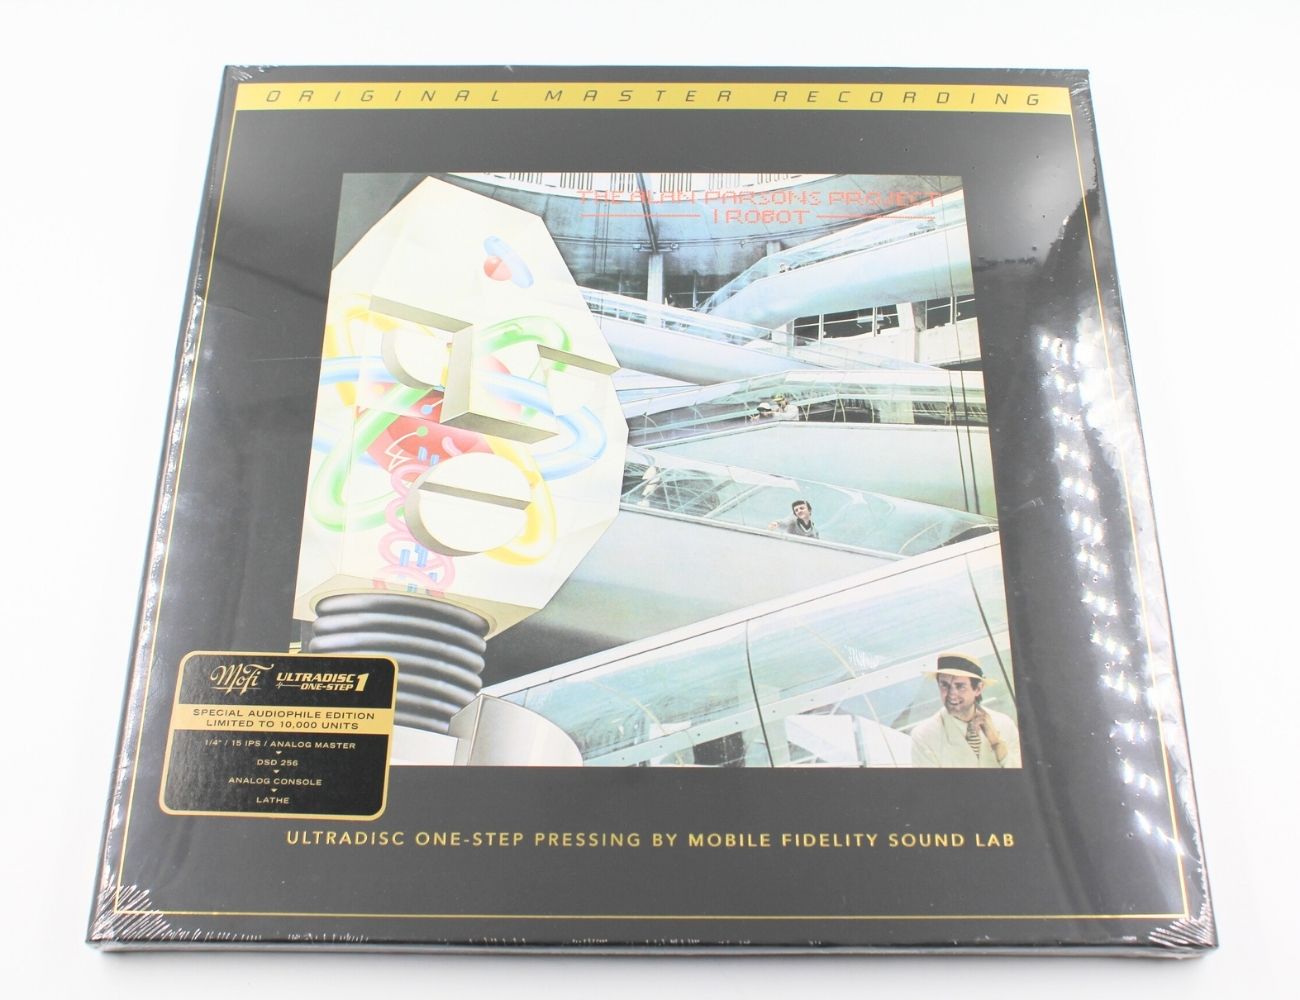 ORIGINAL MASTER RECORDING
THE ALAN PARSONS PROJECT
I ROBOT
MoFi ULTRADISC ONE-STEP 1
SPECIAL AUDIOPHILE EDITION
LIMITED TO 10,000 UNITS
1/4" / 15 IPS / ANALOG MASTER
DSD 256
ANALOG CONSOLE
LATHE
ULTRADISC ONE-STEP PRESSING BY MOBILE FIDELITY SOUND LAB